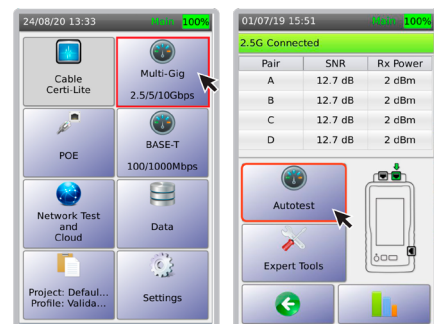 24/08/20 13:33 Main 100%
Cable
Certi-Lite
Multi-Gig
2.5/5/10Gbps
POE
BASE-T
100/1000Mbps
Network Test
and
Cloud
Data
Project: Defaul...
Profile: Valida...
Settings
01/07/19 15:51 Main 100%
2.5G Connected
Pair SNR Rx Power
A 12.7 dB 2 dBm
B 12.7 dB 2 dBm
C 12.7 dB 2 dBm
D 12.7 dB 2 dBm
Autotest
Expert Tools